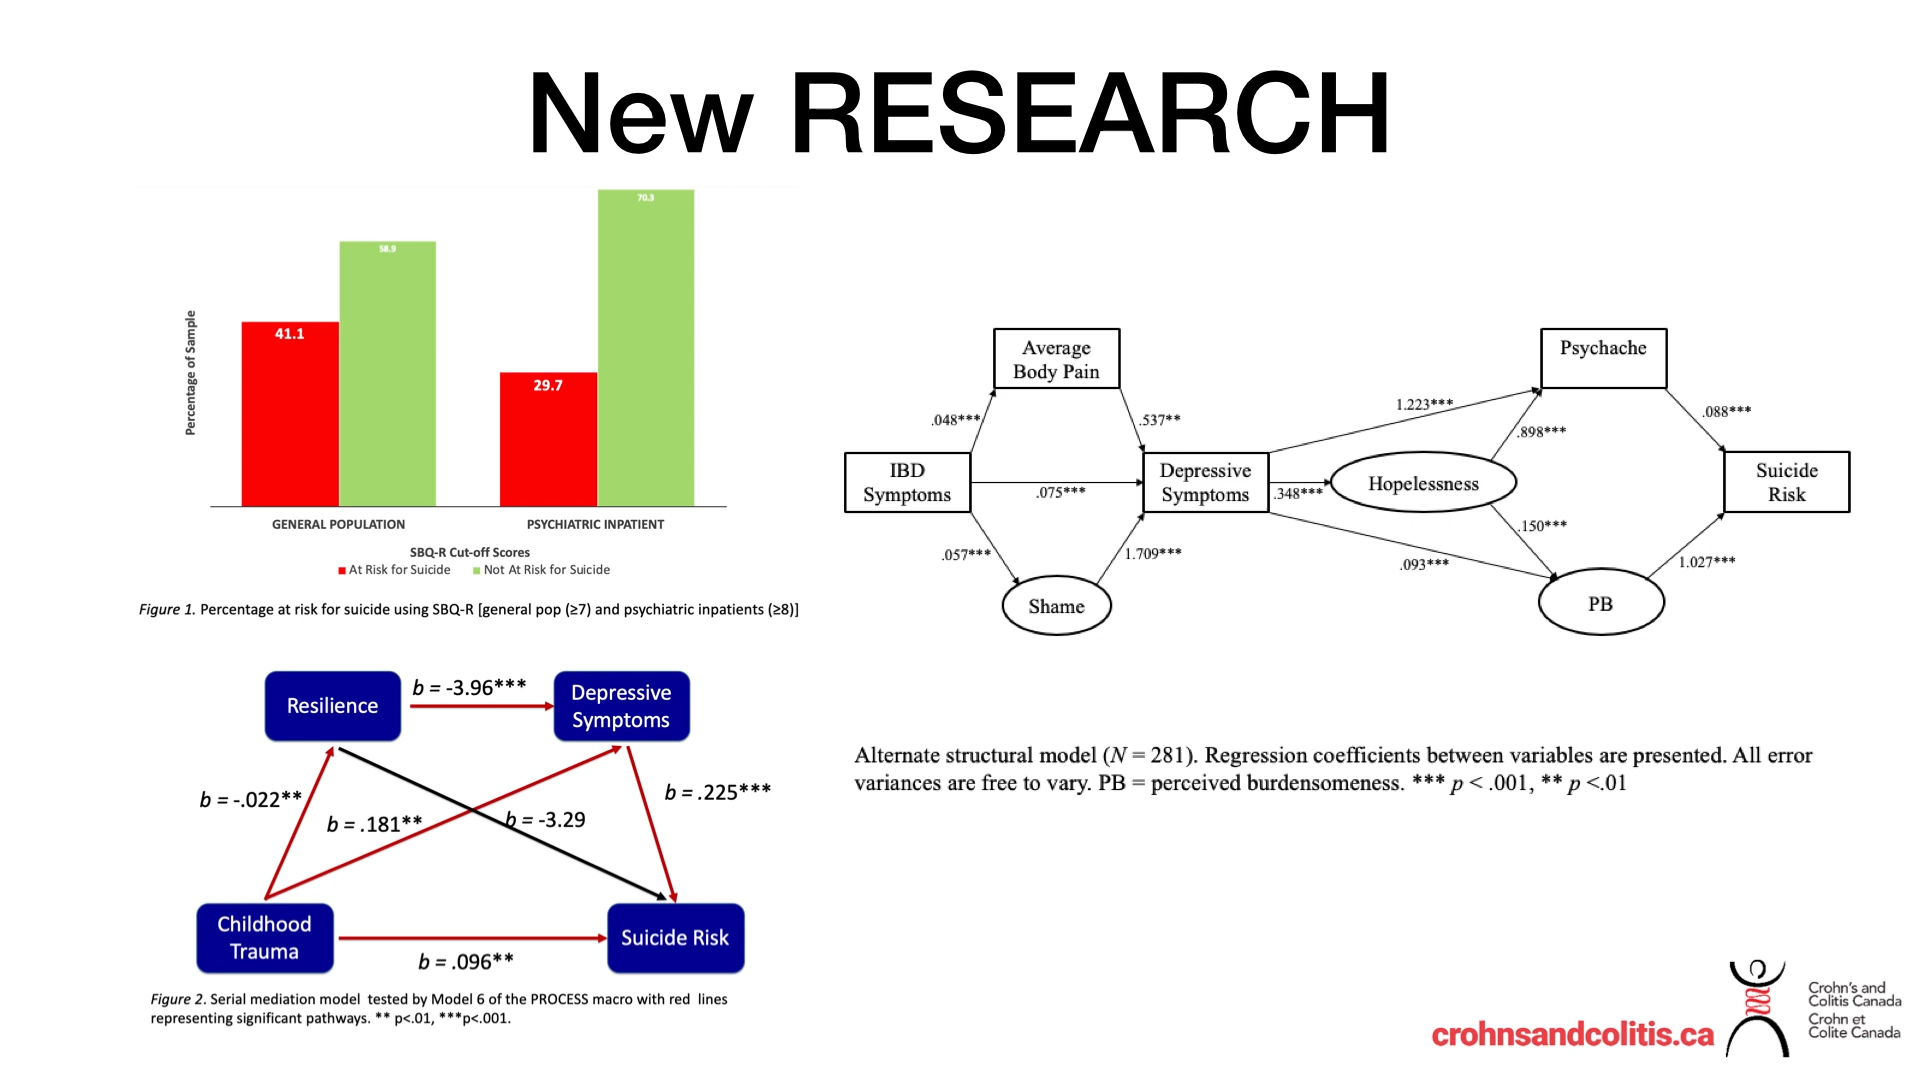 New RESEARCH
70.3
58.9
41.1
29.7
Percentage of Sample
GENERAL POPULATION
PSYCHIATRIC INPATIENT
SBQ-R Cut-off Scores
At Risk for Suicide
Not At Risk for Suicide
Figure 1. Percentage at risk for suicide using SBQ-R [general pop (≥7) and psychiatric inpatients (≥8)]
Resilience
b = -3.96***
Depressive
Symptoms
b = -.022**
b = .181**
b = -3.29
b = .225***
Childhood
Trauma
Suicide Risk
b = .096**
Figure 2. Serial mediation model tested by Model 6 of the PROCESS macro with red lines
representing significant pathways. ** p<.01, ***p<.001.
Average
Body Pain
Psychache
.048***
.537**
1.223***
.898***
.088***
IBD
Symptoms
.075***
Depressive
Symptoms
.348***
Hopelessness
Suicide
Risk
.057***
1.709***
.093***
.150***
1.027***
Shame
PB
Alternate structural model (N = 281). Regression coefficients between variables are presented. All error
variances are free to vary. PB = perceived burdensomeness. *** p < .001, ** p <.01
crohnsandcolitis.ca
Crohn's and
Colitis Canada
Crohn et
Colite Canada